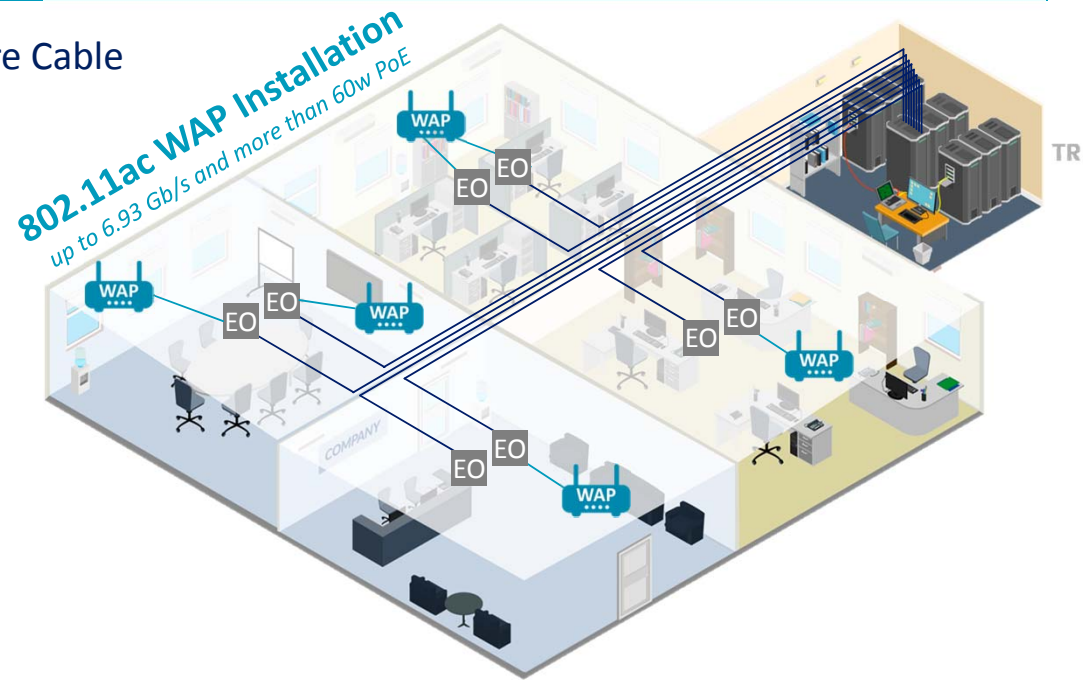 re Cable
802.11ac WAP Installation
up to 6.93 Gb/s and more than 60w PoE
WAP
EO
EO
TR
WAP
EO
EO
WAP
EO
EO
WAP
COMPANY
EO
EO
WAP